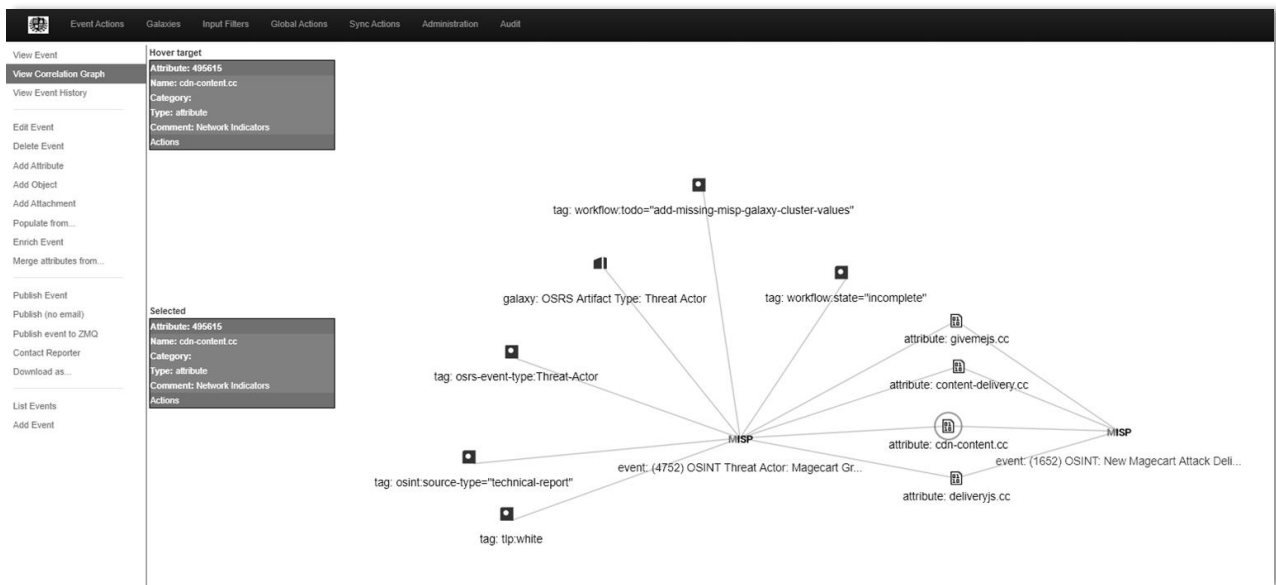 Event Actions Galaxies Input Filters Global Actions Sync Actions Administration Audit
View Event
View Correlation Graph
View Event History
Edit Event
Delete Event
Add Attribute
Add Object
Add Attachment
Populate from...
Enrich Event
Merge attributes from...
Publish Event
Publish (no email)
Publish event to ZMQ
Contact Reporter
Download as...
List Events
Add Event
Hover target
Attribute: 495615
Name: cdn-content.cc
Category:
Type: attribute
Comment: Network Indicators
Actions
Selected
Attribute: 495615
Name: cdn-content.cc
Category:
Type: attribute
Comment: Network Indicators
Actions
tag: workflow:todo="add-missing-misp-galaxy-cluster-values"
galaxy: OSRS Artifact Type: Threat Actor
tag: workflow:state="incomplete"
attribute: givemejs.cc
tag: osrs-event-type:Threat-Actor
attribute: content-delivery.cc
MISP
MISP
attribute: cdn-content.cc
event: (4752) OSINT Threat Actor: Magecart Gr...
event: (1652) OSINT: New Magecart Attack Deli...
tag: osint:source-type="technical-report"
attribute: deliveryjs.cc
tag: tlp:white